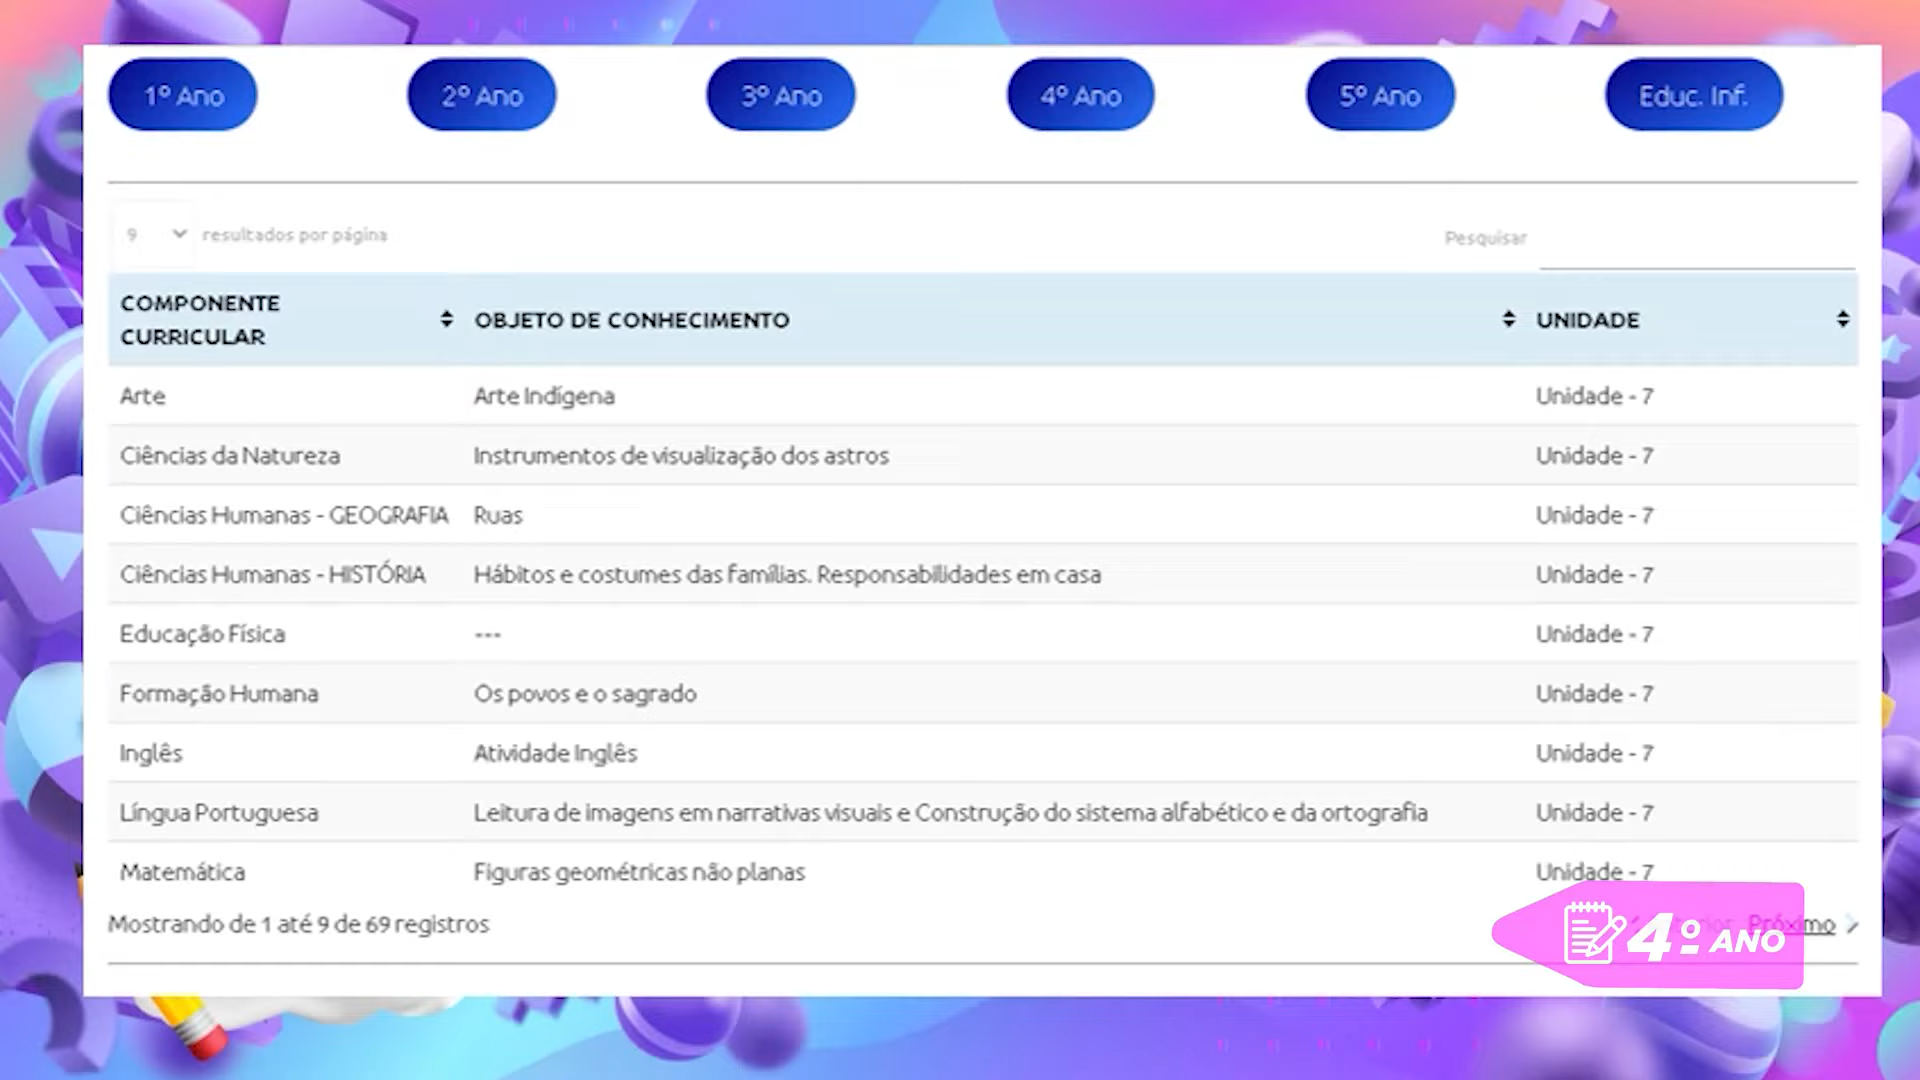 1º Ano 2º Ano 3º Ano 4º Ano 5º Ano Educ. Inf.
9 resultados por página Pesquisar
COMPONENTE CURRICULAR OBJETO DE CONHECIMENTO UNIDADE
Arte Arte Indígena Unidade - 7
Ciências da Natureza Instrumentos de visualização dos astros Unidade - 7
Ciências Humanas - GEOGRAFIA Ruas Unidade - 7
Ciências Humanas - HISTÓRIA Hábitos e costumes das famílias. Responsabilidades em casa Unidade - 7
Educação Física --- Unidade - 7
Formação Humana Os povos e o sagrado Unidade - 7
Inglês Atividade Inglês Unidade - 7
Língua Portuguesa Leitura de imagens em narrativas visuais e Construção do sistema alfabético e da ortografia Unidade - 7
Matemática Figuras geométricas não planas Unidade - 7
Mostrando de 1 até 9 de 69 registros Próximo
4º ANO